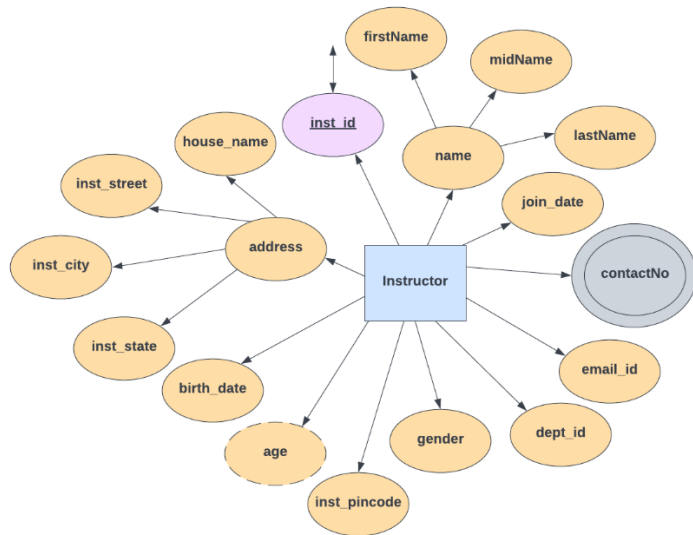 firstName
midName
inst_id
house_name
name
lastName
inst_street
join_date
address
inst_city
Instructor
contactNo
inst_state
birth_date
email_id
age
gender
dept_id
inst_pincode